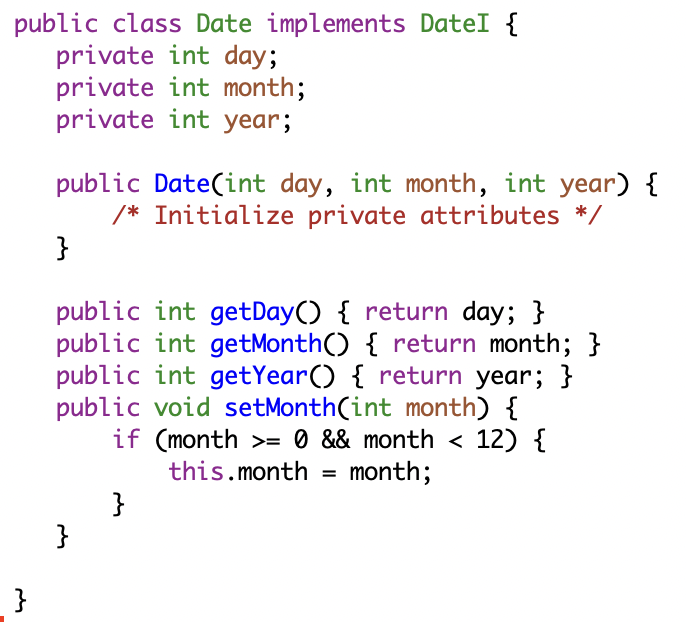 public class Date implements DateI {
   private int day;
   private int month;
   private int year;

   public Date(int day, int month, int year) {
       /* Initialize private attributes */
   }

   public int getDay() { return day; }
   public int getMonth() { return month; }
   public int getYear() { return year; }
   public void setMonth(int month) {
       if (month >= 0 && month < 12) {
           this.month = month;
       }
   }

}